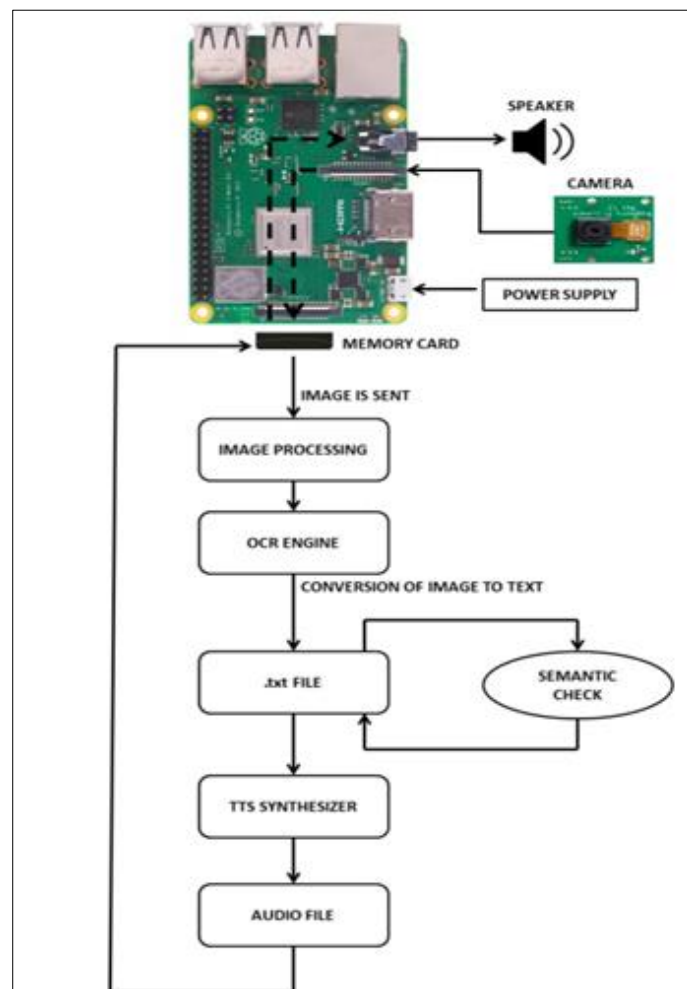 SPEAKER
CAMERA
HDMI
POWER SUPPLY
MEMORY CARD
IMAGE IS SENT
IMAGE PROCESSING
OCR ENGINE
CONVERSION OF IMAGE TO TEXT
.txt FILE
SEMANTIC
CHECK
TTS SYNTHESIZER
AUDIO FILE